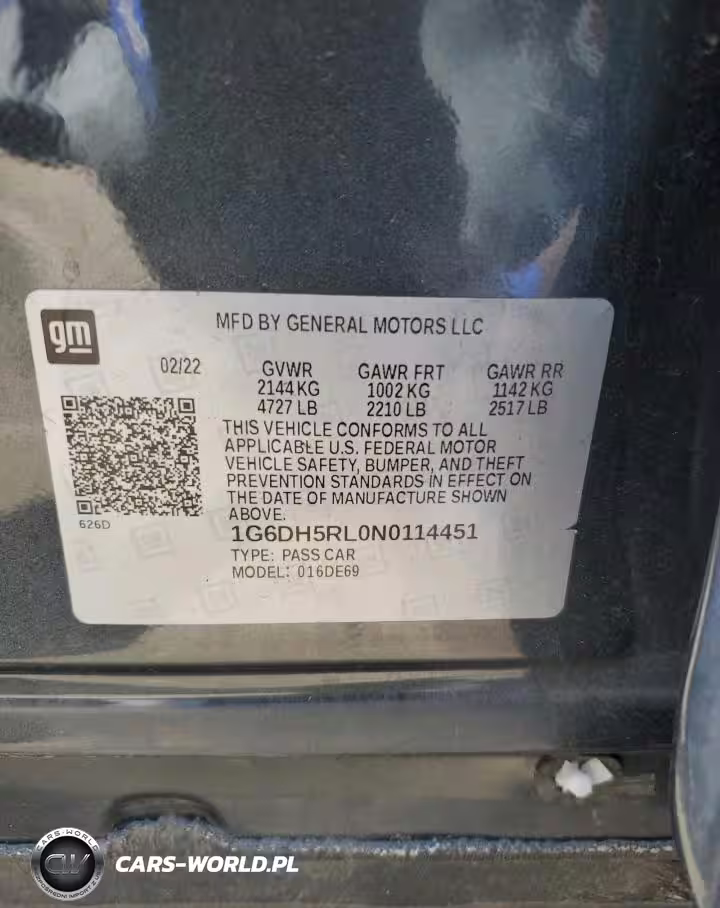 gm
MFD BY GENERAL MOTORS LLC
02/22 GVWR GAWR FRT GAWR RR
2144 KG 1002 KG 1142 KG
4727 LB 2210 LB 2517 LB
THIS VEHICLE CONFORMS TO ALL
APPLICABLE U.S. FEDERAL MOTOR
VEHICLE SAFETY, BUMPER, AND THEFT
PREVENTION STANDARDS IN EFFECT ON
THE DATE OF MANUFACTURE SHOWN
ABOVE.
626D
1G6DH5RL0N0114451
TYPE: PASS CAR
MODEL: 016DE69
CARS-WORLD
CARS-WORLD.PL